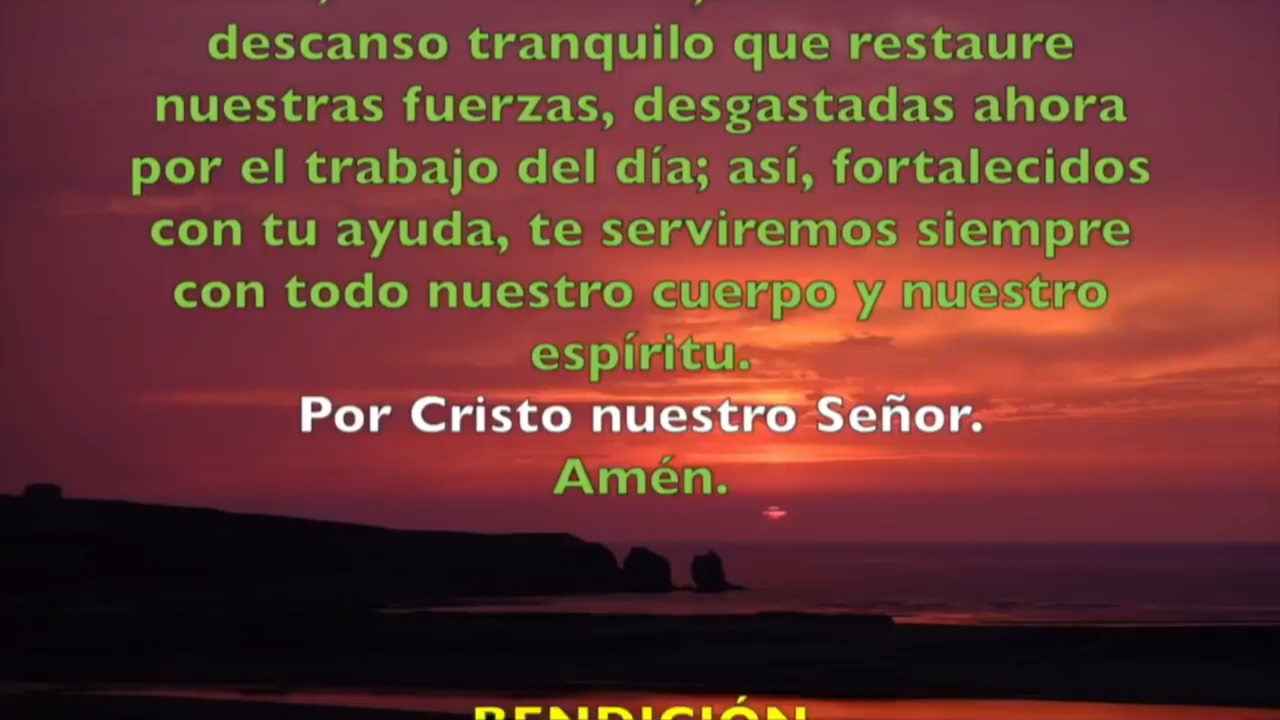 descanso tranquilo que restaure
nuestras fuerzas, desgastadas ahora
por el trabajo del día; así, fortalecidos
con tu ayuda, te serviremos siempre
con todo nuestro cuerpo y nuestro
espíritu.
Por Cristo nuestro Señor.
Amén.
BENDICIÓN